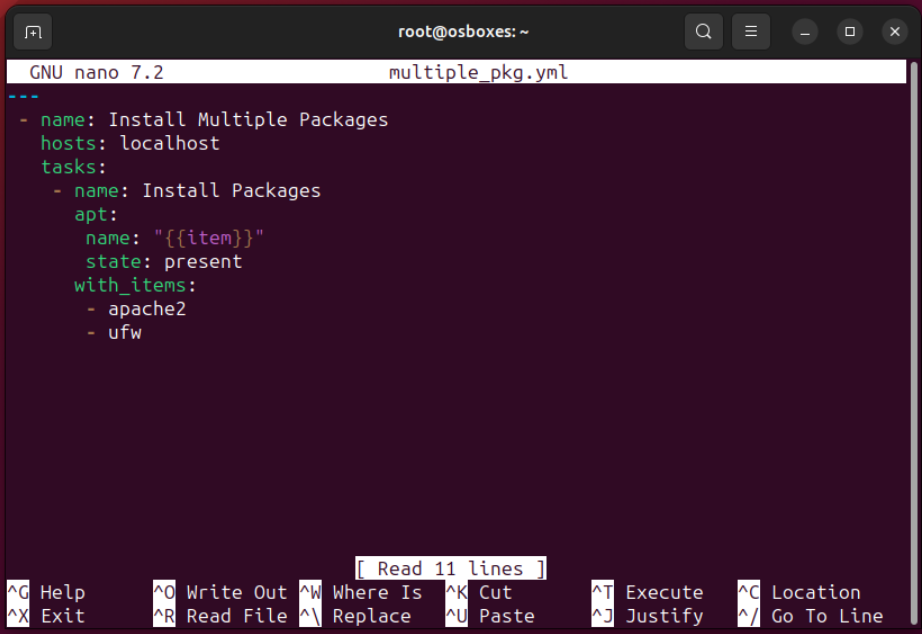 root@osboxes: ~
GNU nano 7.2 multiple_pkg.yml
---
 - name: Install Multiple Packages
   hosts: localhost
   tasks:
    - name: Install Packages
      apt:
       name: "{{item}}"
       state: present
      with_items:
       - apache2
       - ufw
[ Read 11 lines ]
^G Help ^O Write Out ^W Where Is ^K Cut ^T Execute ^C Location
^X Exit ^R Read File ^\ Replace ^U Paste ^J Justify ^/ Go To Line